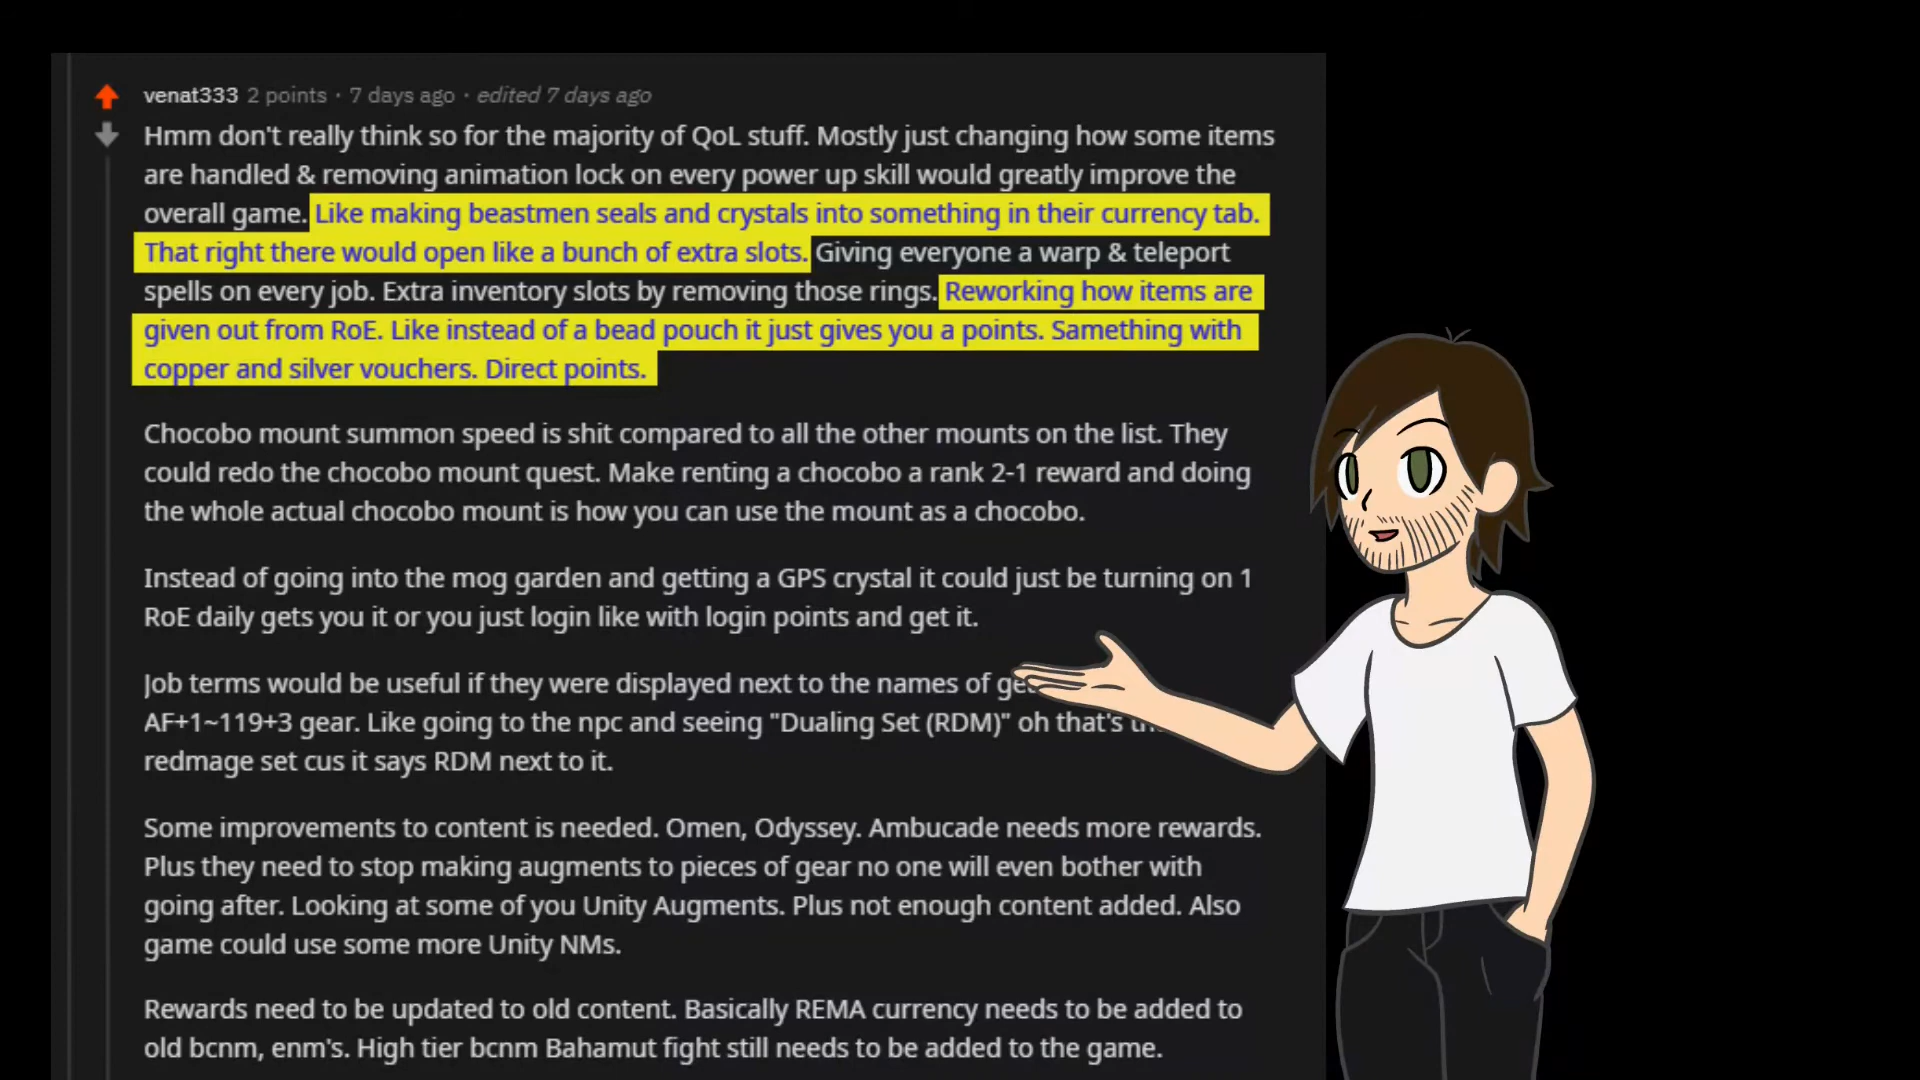 venat333 2 points · 7 days ago · edited 7 days ago
Hmm don't really think so for the majority of QoL stuff. Mostly just changing how some items
are handled & removing animation lock on every power up skill would greatly improve the
overall game. Like making beastmen seals and crystals into something in their currency tab.
That right there would open like a bunch of extra slots. Giving everyone a warp & teleport
spells on every job. Extra inventory slots by removing those rings. Reworking how items are
given out from RoE. Like instead of a bead pouch it just gives you a points. Samething with
copper and silver vouchers. Direct points.
Chocobo mount summon speed is shit compared to all the other mounts on the list. They
could redo the chocobo mount quest. Make renting a chocobo a rank 2-1 reward and doing
the whole actual chocobo mount is how you can use the mount as a chocobo.
Instead of going into the mog garden and getting a GPS crystal it could just be turning on 1
RoE daily gets you it or you just login like with login points and get it.
Job terms would be useful if they were displayed next to the names of
AF+1~119+3 gear. Like going to the npc and seeing "Dualing Set (RDM)" oh that's
redmage set cus it says RDM next to it.
Some improvements to content is needed. Omen, Odyssey. Ambucade needs more rewards.
Plus they need to stop making augments to pieces of gear no one will even bother with
going after. Looking at some of you Unity Augments. Plus not enough content added. Also
game could use some more Unity NMs.
Rewards need to be updated to old content. Basically REMA currency needs to be added to
old bcnm, enm's. High tier bcnm Bahamut fight still needs to be added to the game.